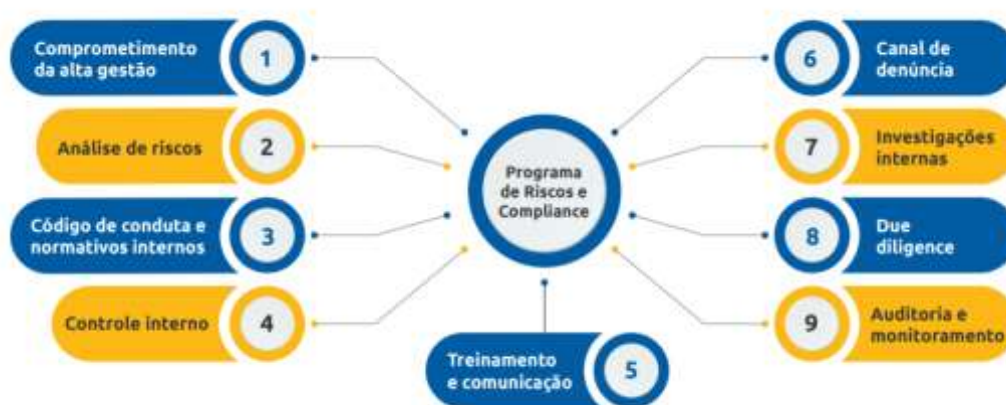 Comprometimento
da alta gestão
1
Análise de riscos
2
Código de conduta e
normativos internos
3
Controle interno
4
Programa
de Riscos e
Compliance
Treinamento
e comunicação
5
6
Canal de
denúncia
7
Investigações
internas
8
Due
diligence
9
Auditoria e
monitoramento